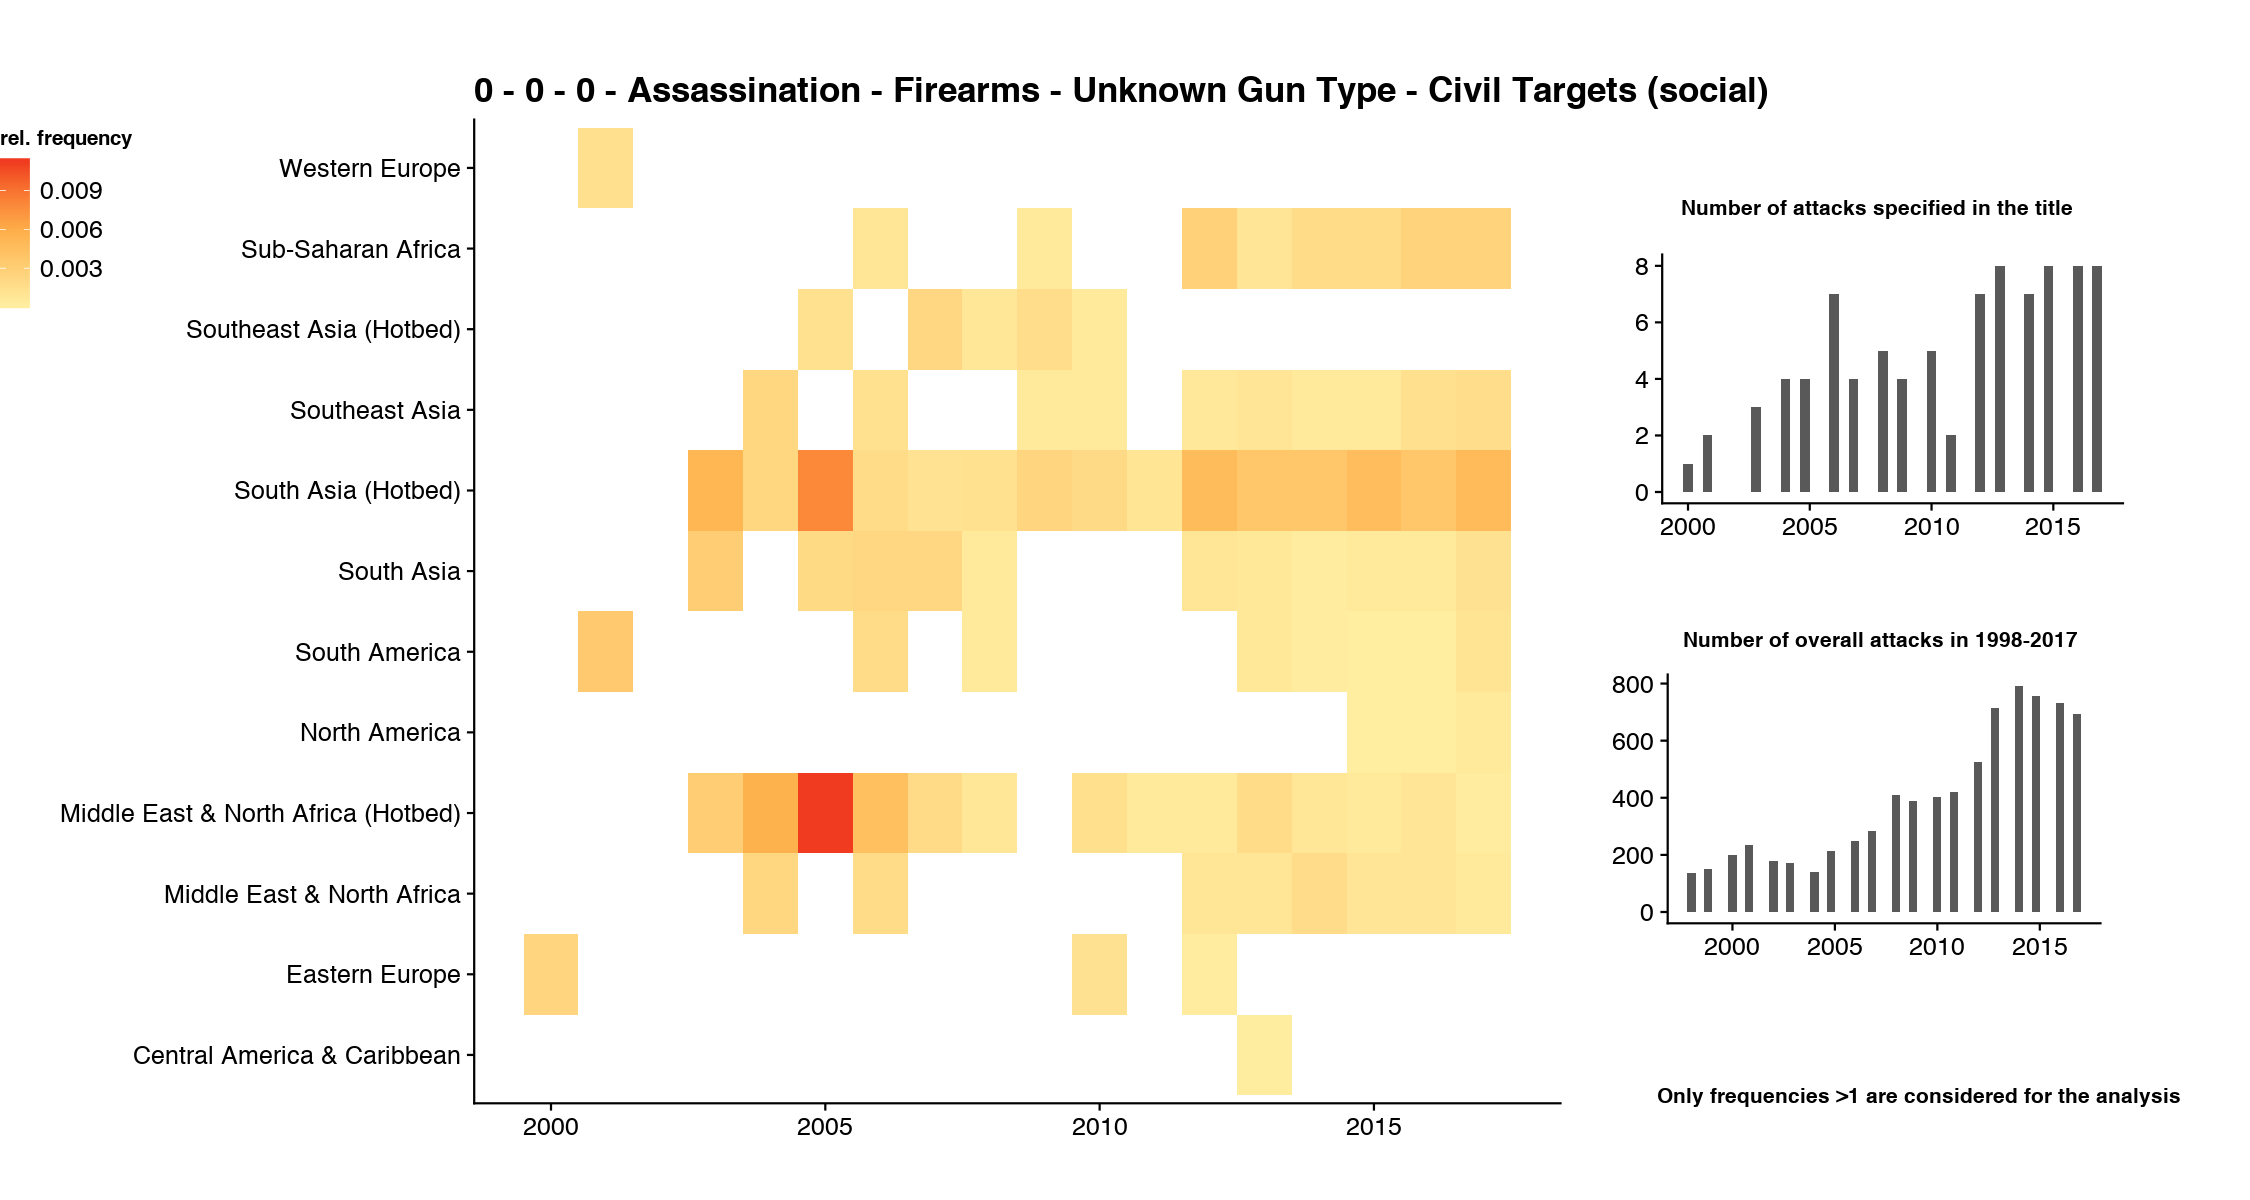 0 - 0 - 0 - Assassination - Firearms - Unknown Gun Type - Civil Targets (social)
rel. frequency
0.009
0.006
0.003
Western Europe
Sub-Saharan Africa
Southeast Asia (Hotbed)
Southeast Asia
South Asia (Hotbed)
South Asia
South America
North America
Middle East & North Africa (Hotbed)
Middle East & North Africa
Eastern Europe
Central America & Caribbean
2000 2005 2010 2015
Number of attacks specified in the title
8
6
4
2
0
2000 2005 2010 2015
Number of overall attacks in 1998-2017
800
600
400
200
0
2000 2005 2010 2015
Only frequencies >1 are considered for the analysis